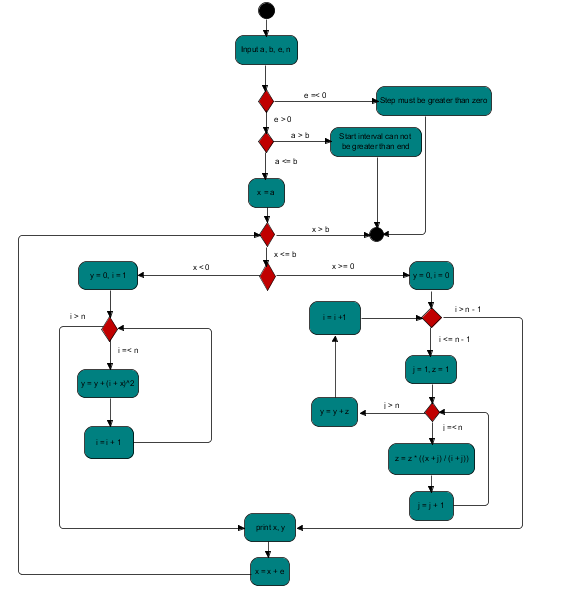 Input a, b, e, n
e =< 0
Step must be greater than zero
e > 0
a > b
Start interval can not
be greater than end
a <= b
x = a
x > b
x <= b
x < 0
x >= 0
y = 0, i = 1
y = 0, i = 0
i > n
i =< n
i = i +1
i > n - 1
i <= n - 1
y = y + (i + x)^2
j = 1, z = 1
y = y + z
j > n
j =< n
i = i + 1
z = z * ((x + j) / (i + j))
j = j + 1
print x, y
x = x + e